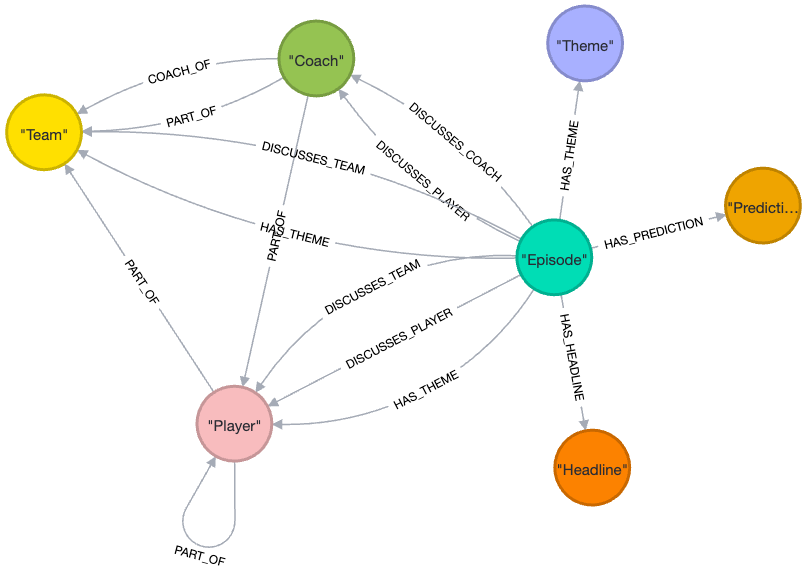 "Theme"
"Coach"
COACH_OF
DISCUSSES_COACH
PART_OF
"Team"
DISCUSSES_TEAM
DISCUSSES_PLAYER
HAS_THEME
"Predicti...
HAS_THEME
PART_OF
HAS_PREDICTION
"Episode"
PART_OF
DISCUSSES_TEAM
DISCUSSES_PLAYER
HAS_HEADLINE
HAS_THEME
"Player"
"Headline"
PART_OF